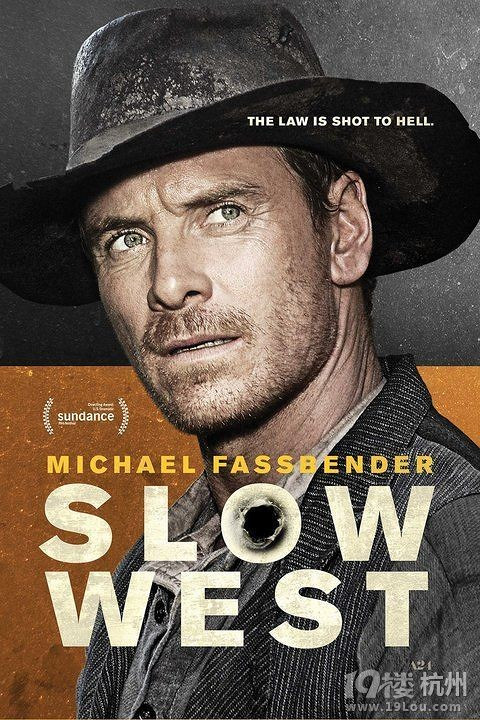 THE LAW IS SHOT TO HELL.
sundance
MICHAEL FASSBENDER
SLOW
WEST
A24
19楼 杭州
www.19Lou.com